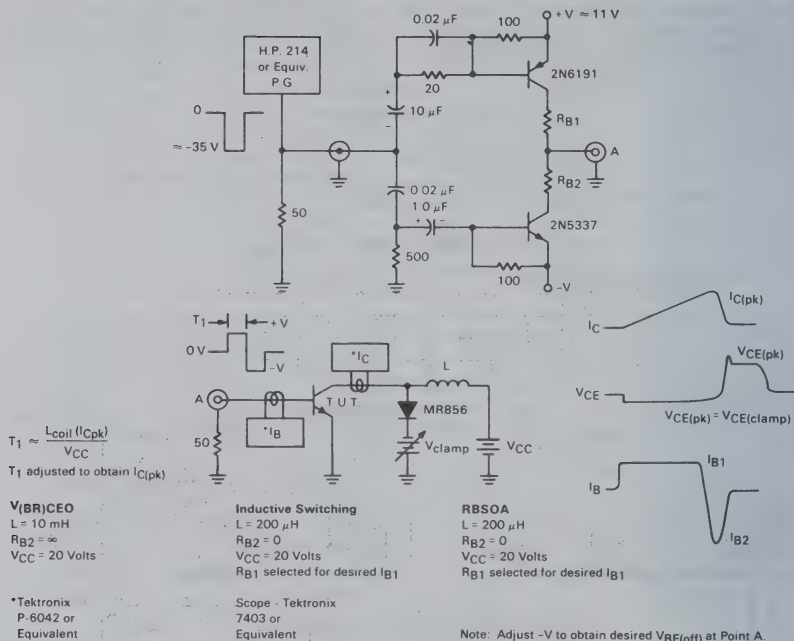 0.02 μF
100
+V ≈ 11 V
H.P. 214
or Equiv.
P G
2N6191
20
+
10 μF
-
0
≈ -35 V
RB1
A
RB2
50
0 02 μF
1 0 μF
+ -
2N5337
500
100
-V
T1
+V
0 V
-V
*IC
L
A
T. U T.
MR856
*IB
50
Vclamp
VCC
T1 ≈ Lcoil (ICpk)
VCC
T1 adjusted to obtain IC(pk)
IC
IC(pk)
VCE
VCE(pk)
VCE(pk) = VCE(clamp)
IB
IB1
IB2
V(BR)CEO
L = 10 mH
RB2 = ∞
VCC = 20 Volts
Inductive Switching
L = 200 μH
RB2 = 0
VCC = 20 Volts
RB1 selected for desired IB1
RBSOA
L = 200 μH
RB2 = 0
VCC = 20 Volts
RB1 selected for desired IB1
*Tektronix
P-6042 or
Equivalent
Scope - Tektronix
7403 or
Equivalent
Note: Adjust -V to obtain desired VBE(off) at Point A.